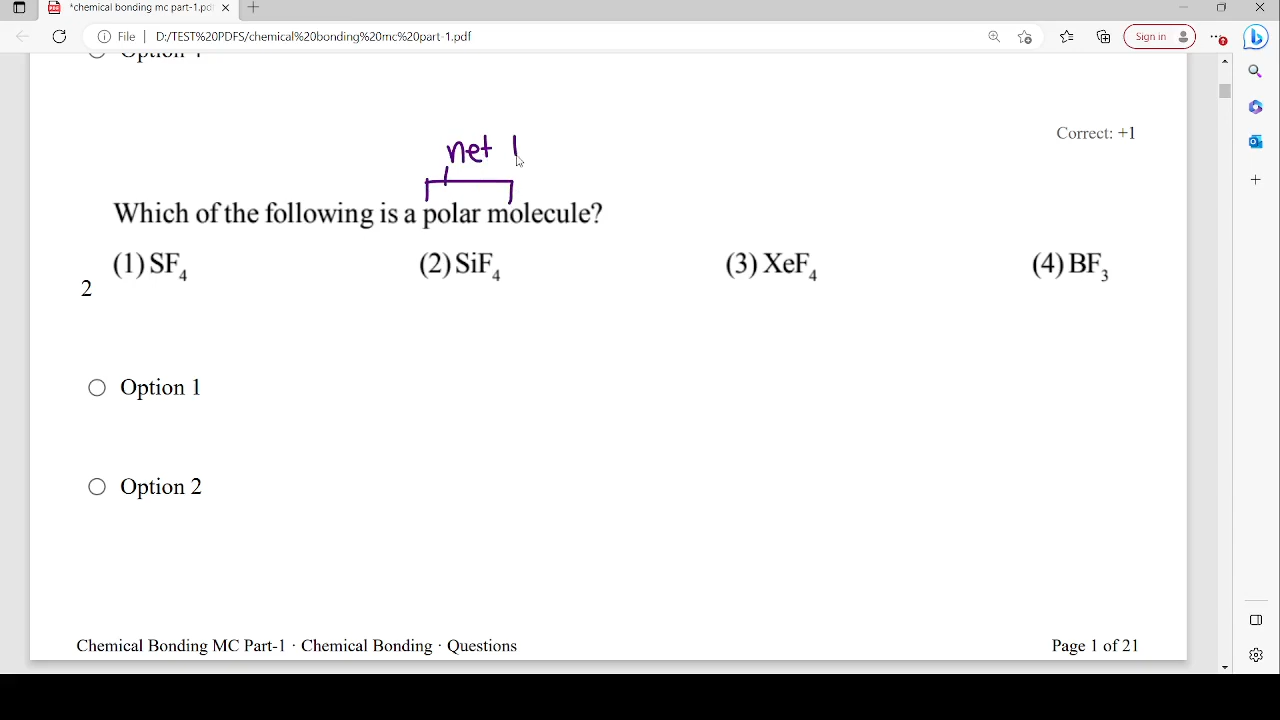 *chemical bonding mc part-1.pdf
File | D:/TEST%20PDFS/chemical%20bonding%20mc%20part-1.pdf
Sign in
Correct: +1
net
Which of the following is a polar molecule?
(1) SF₄ (2) SiF₄ (3) XeF₄ (4) BF₃
2
Option 1
Option 2
Chemical Bonding MC Part-1 · Chemical Bonding · Questions Page 1 of 21